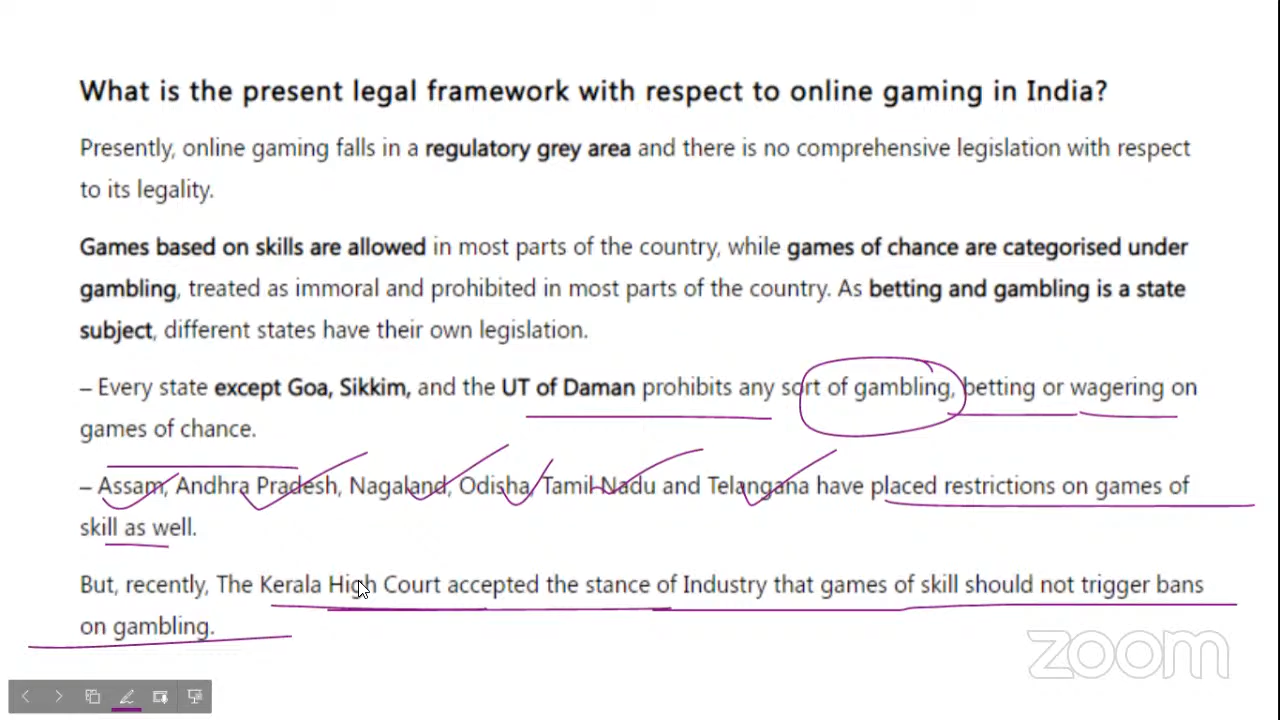 What is the present legal framework with respect to online gaming in India?
Presently, online gaming falls in a regulatory grey area and there is no comprehensive legislation with respect
to its legality.
Games based on skills are allowed in most parts of the country, while games of chance are categorised under
gambling, treated as immoral and prohibited in most parts of the country. As betting and gambling is a state
subject, different states have their own legislation.
– Every state except Goa, Sikkim, and the UT of Daman prohibits any sort of gambling, betting or wagering on
games of chance.
– Assam, Andhra Pradesh, Nagaland, Odisha, Tamil Nadu and Telangana have placed restrictions on games of
skill as well.
But, recently, The Kerala High Court accepted the stance of Industry that games of skill should not trigger bans
on gambling.
zoom